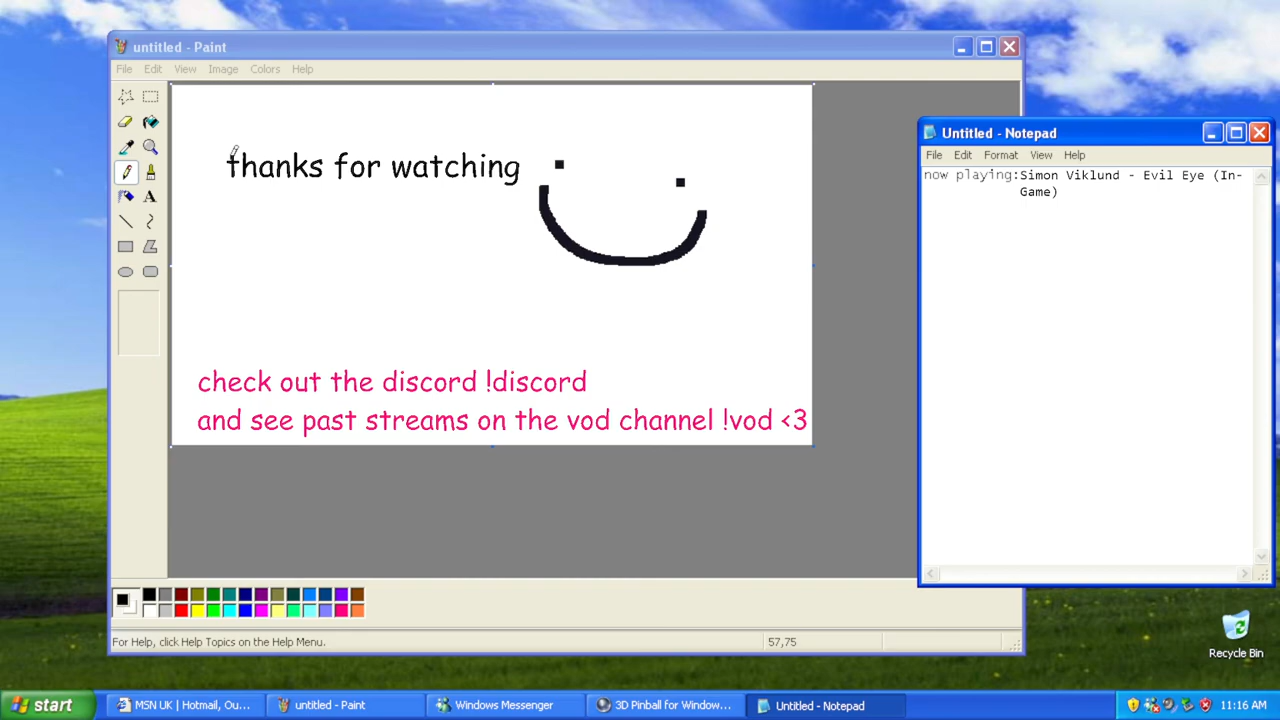 untitled - Paint
File Edit View Image Colors Help
thanks for watching
check out the discord !discord
and see past streams on the vod channel !vod <3
For Help, click Help Topics on the Help Menu.
57,75
Untitled - Notepad
File Edit Format View Help
now playing:Simon Viklund - Evil Eye (In-
Game)
Recycle Bin
start
MSN UK | Hotmail, Ou...
untitled - Paint
Windows Messenger
3D Pinball for Window...
Untitled - Notepad
11:16 AM